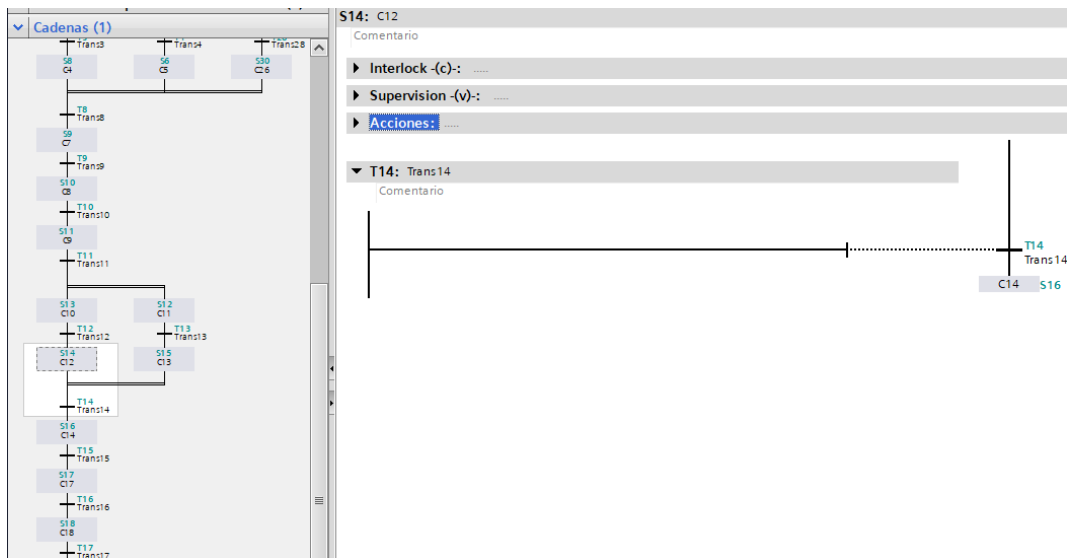 Cadenas (1)
Trans3
Trans4
Trans28
S8
C4
S6
C5
S30
C26
T8
Trans8
S9
C7
T9
Trans9
S10
C8
T10
Trans10
S11
C9
T11
Trans11
S13
C10
S12
C11
T12
Trans12
T13
Trans13
S14
C12
S15
C13
T14
Trans14
S16
C14
T15
Trans15
S17
C17
T16
Trans16
S18
C18
T17
Trans17
S14: C12
Comentario
Interlock -(c)-: .....
Supervision -(v)-: .....
Acciones: .....
T14: Trans14
Comentario
T14
Trans14
C14 S16